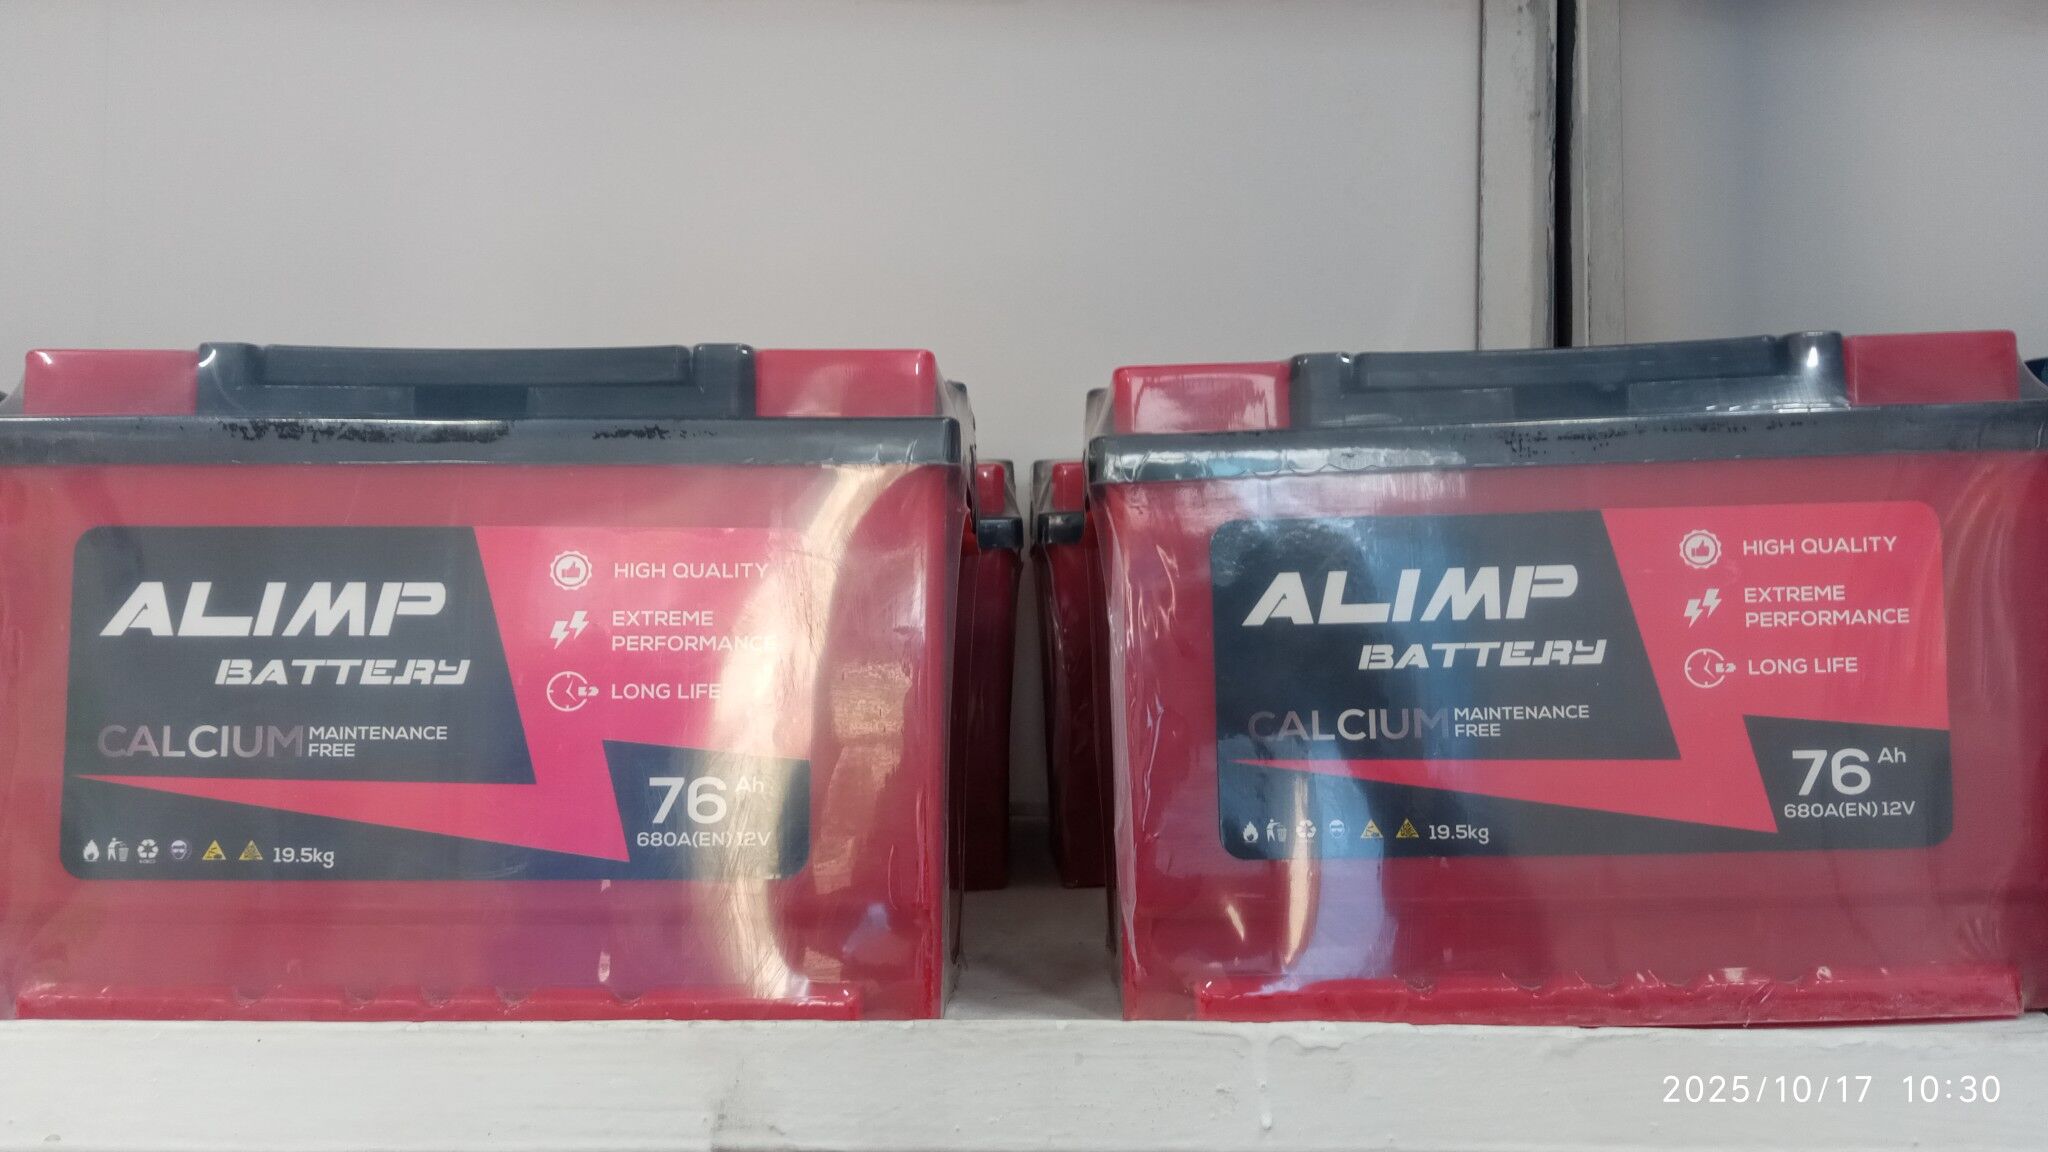 ALIMP
BATTERY
CALCIUM MAINTENANCE
FREE
HIGH QUALITY
EXTREME
PERFORMANCE
LONG LIFE
76 Ah
680A(EN) 12V
19.5kg
ALIMP
BATTERY
CALCIUM MAINTENANCE
FREE
HIGH QUALITY
EXTREME
PERFORMANCE
LONG LIFE
76 Ah
680A(EN) 12V
19.5kg
2025/10/17 10:30